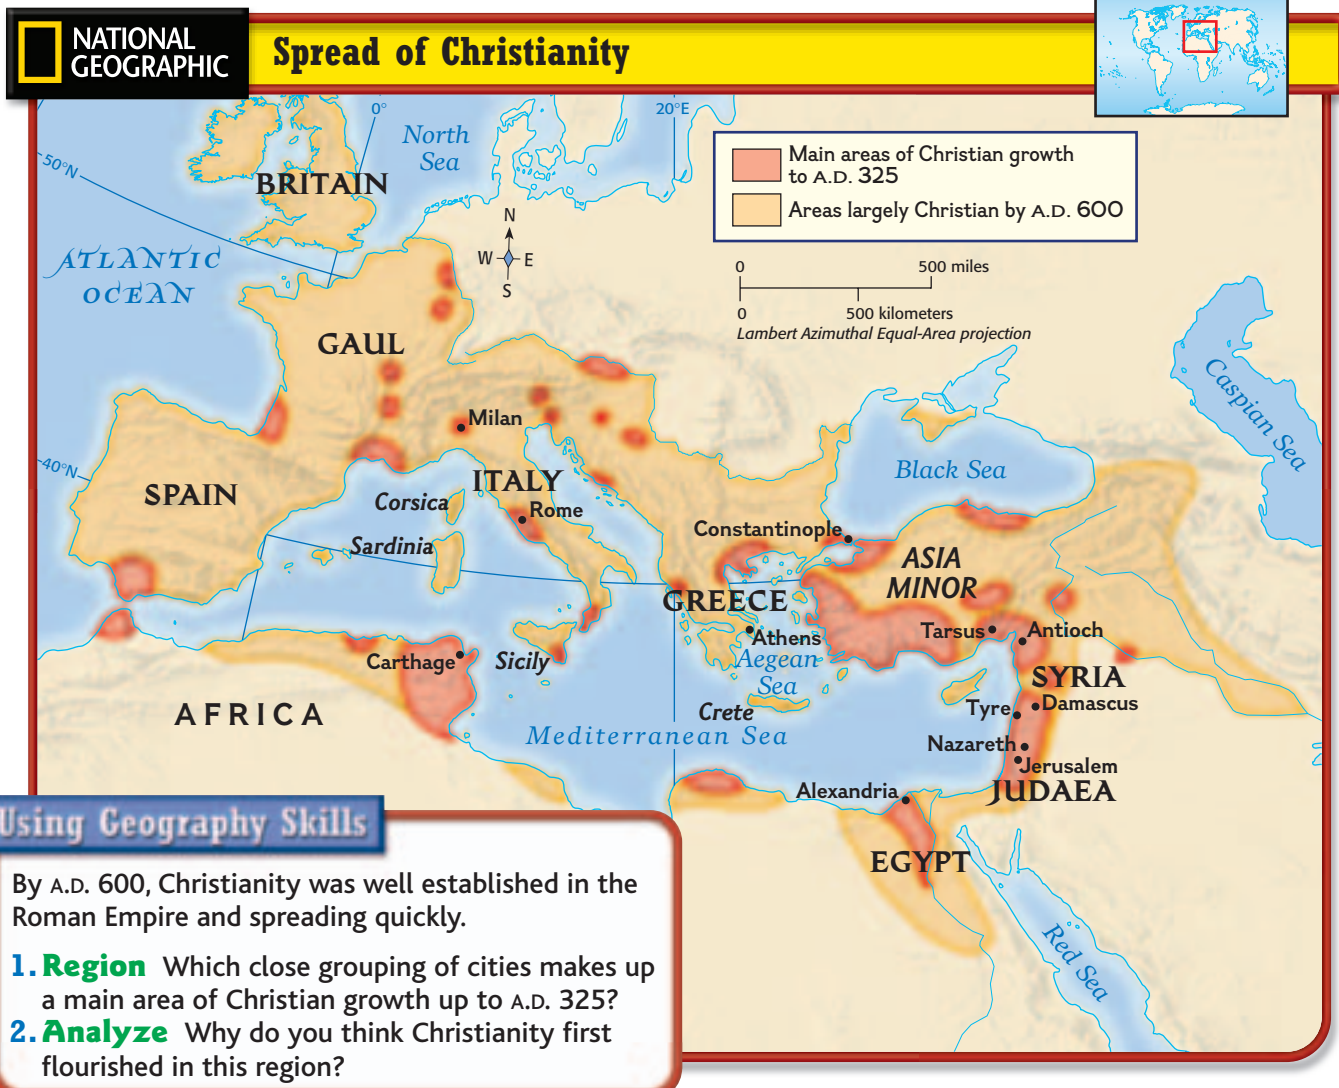 NATIONAL
GEOGRAPHIC
Spread of Christianity
0°
20°E
North
Sea
50°N
BRITAIN
Main areas of Christian growth
to A.D. 325
Areas largely Christian by A.D. 600
N
W
E
S
ATLANTIC
OCEAN
0
500 miles
0
500 kilometers
Lambert Azimuthal Equal-Area projection
GAUL
Caspian Sea
Milan
40°N
Black Sea
SPAIN
ITALY
Corsica
Rome
Constantinople
Sardinia
ASIA
MINOR
GREECE
Tarsus
Antioch
Athens
Carthage
Sicily
Aegean
Sea
SYRIA
AFRICA
Crete
Tyre
Damascus
Mediterranean Sea
Nazareth
Jerusalem
JUDAEA
Alexandria
EGYPT
Red Sea
Using Geography Skills
By A.D. 600, Christianity was well established in the
Roman Empire and spreading quickly.
1. Region Which close grouping of cities makes up
a main area of Christian growth up to A.D. 325?
2. Analyze Why do you think Christianity first
flourished in this region?